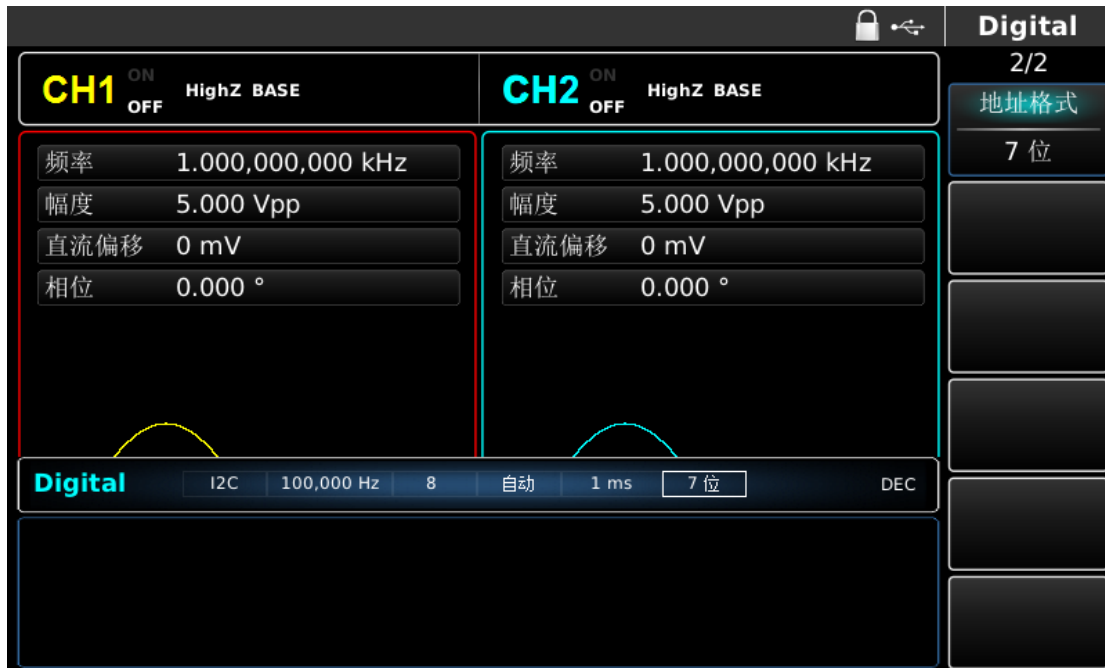 Digital
2/2
地址格式
7 位
CH1 ON OFF HighZ BASE
CH2 ON OFF HighZ BASE
频率 1.000,000,000 kHz
幅度 5.000 Vpp
直流偏移 0 mV
相位 0.000 °
频率 1.000,000,000 kHz
幅度 5.000 Vpp
直流偏移 0 mV
相位 0.000 °
Digital I2C 100,000 Hz 8 自动 1 ms 7 位 DEC